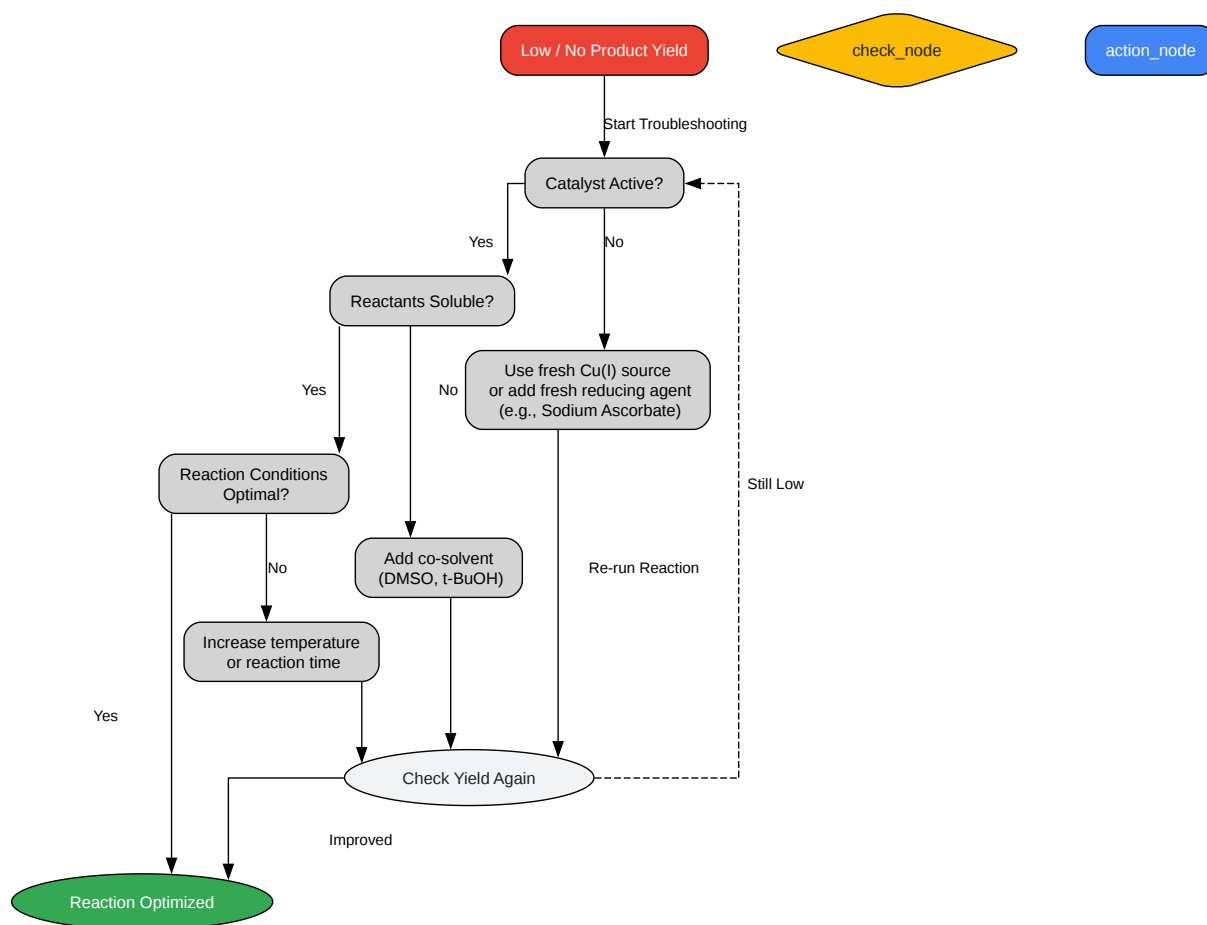 Low / No Product Yield
check_node
action_node
Start Troubleshooting
Catalyst Active?
Yes
No
Reactants Soluble?
Yes
No
Use fresh Cu(I) source
or add fresh reducing agent
(e.g., Sodium Ascorbate)
Reaction Conditions
Optimal?
Still Low
No
Add co-solvent
(DMSO, t-BuOH)
Re-run Reaction
Increase temperature
or reaction time
Yes
Check Yield Again
Improved
Reaction Optimized